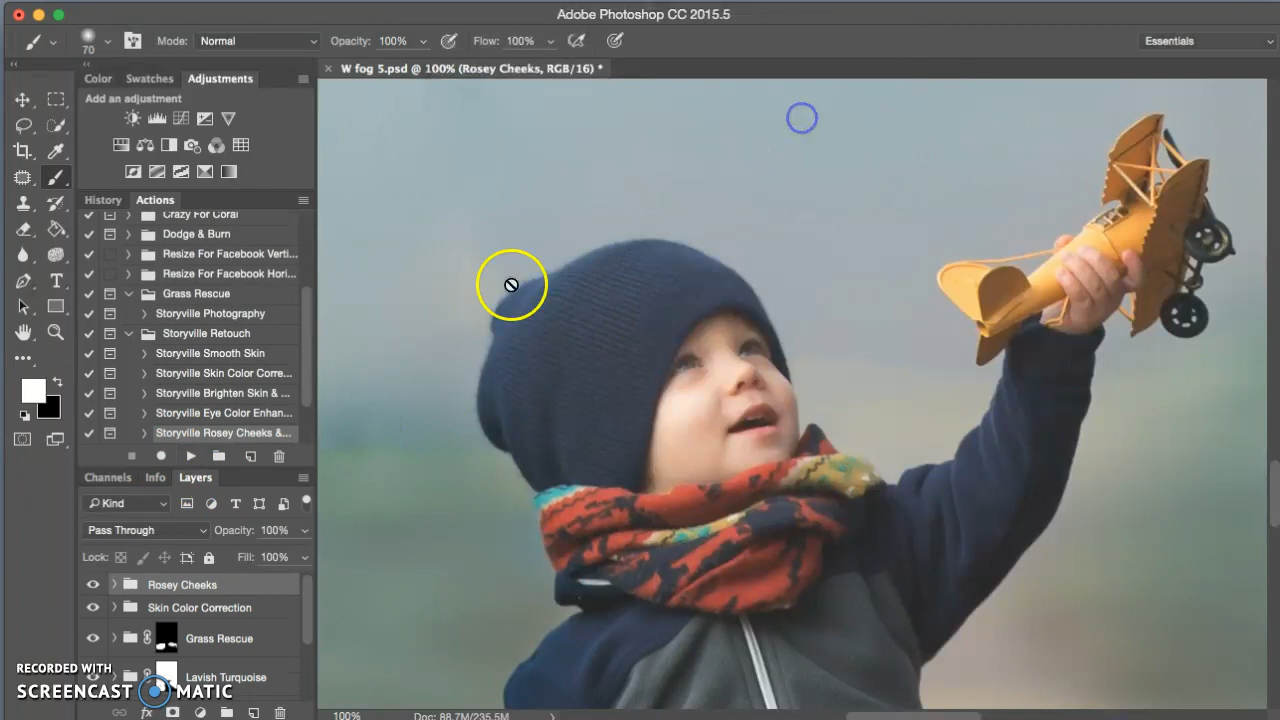 Adobe Photoshop CC 2015.5
70
Mode: Normal
Opacity: 100%
Flow: 100%
Essentials
Color Swatches Adjustments
W fog 5.psd @ 100% (Rosey Cheeks, RGB/16) *
Add an adjustment
History Actions
Crazy For Coral
Dodge & Burn
Resize For Facebook Verti...
Resize For Facebook Hori...
Grass Rescue
Storyville Photography
Storyville Retouch
Storyville Smooth Skin
Storyville Skin Color Corre...
Storyville Brighten Skin & ...
Storyville Eye Color Enhan...
Storyville Rosey Cheeks &...
Channels Info Layers
Kind
Pass Through Opacity: 100%
Lock: Fill: 100%
Rosey Cheeks
Skin Color Correction
Grass Rescue
Lavish Turquoise
RECORDED WITH
SCREENCAST MATIC
fx
100% Doc: 88.7M/235.5M